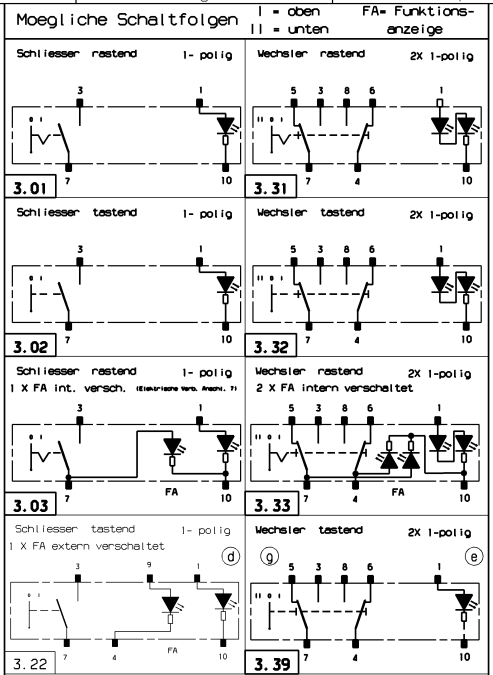 Moegliche Schaltfolgen
I = oben FA= Funktions-
II = unten anzeige
Schliesser rastend 1- polig
3 1
0 I
7 10
3.01
Wechsler rastend 2X 1-polig
5 3 8 6 1
II 0 I
7 4 10
3.31
Schliesser tastend 1- polig
3 1
0 I
7 10
3.02
Wechsler tastend 2X 1-polig
5 3 8 6 1
II 0 I
7 4 10
3.32
Schliesser rastend 1- polig
1 X FA int. versch. (Elektrische Verb. Anschl. 7)
3 1
0 I
7 FA 10
3.03
Wechsler rastend 2X 1-polig
2 X FA intern verschaltet
5 3 8 6 1
II 0 I
7 4 FA 10
3.33
Schliesser tastend 1- polig
1 X FA extern verschaltet
d
3 9 1
0 I
7 4 FA 10
3.22
Wechsler tastend 2X 1-polig
g e
5 3 8 6 1
II 0 I
7 4 10
3.39